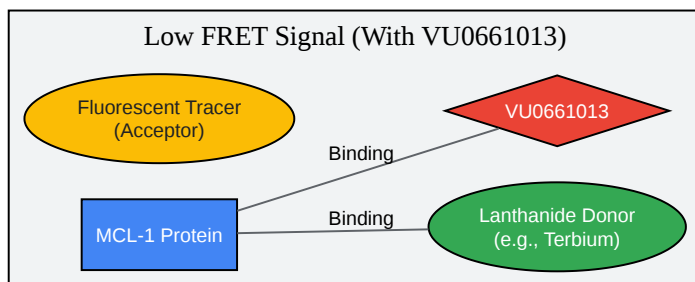 Low FRET Signal (With VU0661013)
Fluorescent Tracer
(Acceptor)
VU0661013
Binding
MCL-1 Protein
Binding
Lanthanide Donor
(e.g., Terbium)